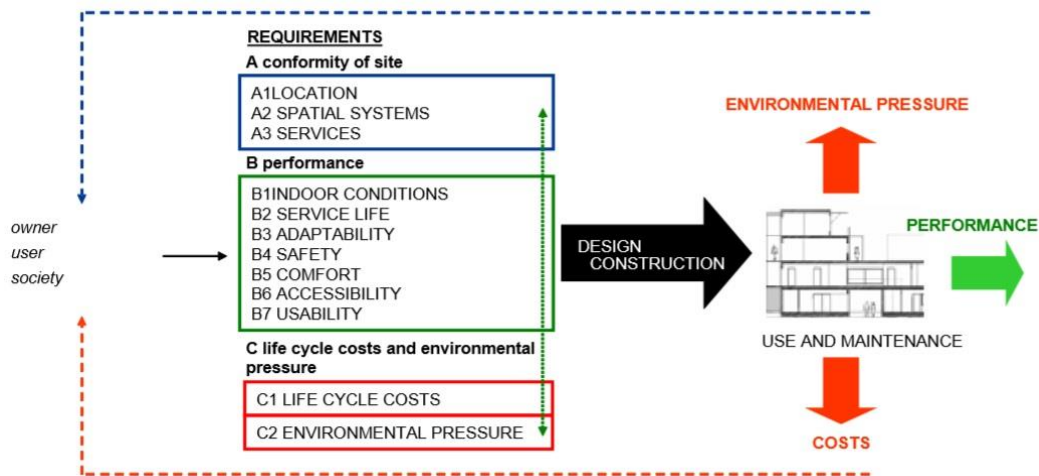 REQUIREMENTS
A conformity of site
A1LOCATION
A2 SPATIAL SYSTEMS
A3 SERVICES
B performance
B1INDOOR CONDITIONS
B2 SERVICE LIFE
B3 ADAPTABILITY
B4 SAFETY
B5 COMFORT
B6 ACCESSIBILITY
B7 USABILITY
C life cycle costs and environmental
pressure
C1 LIFE CYCLE COSTS
C2 ENVIRONMENTAL PRESSURE
owner
user
society
DESIGN
CONSTRUCTION
ENVIRONMENTAL PRESSURE
PERFORMANCE
USE AND MAINTENANCE
COSTS